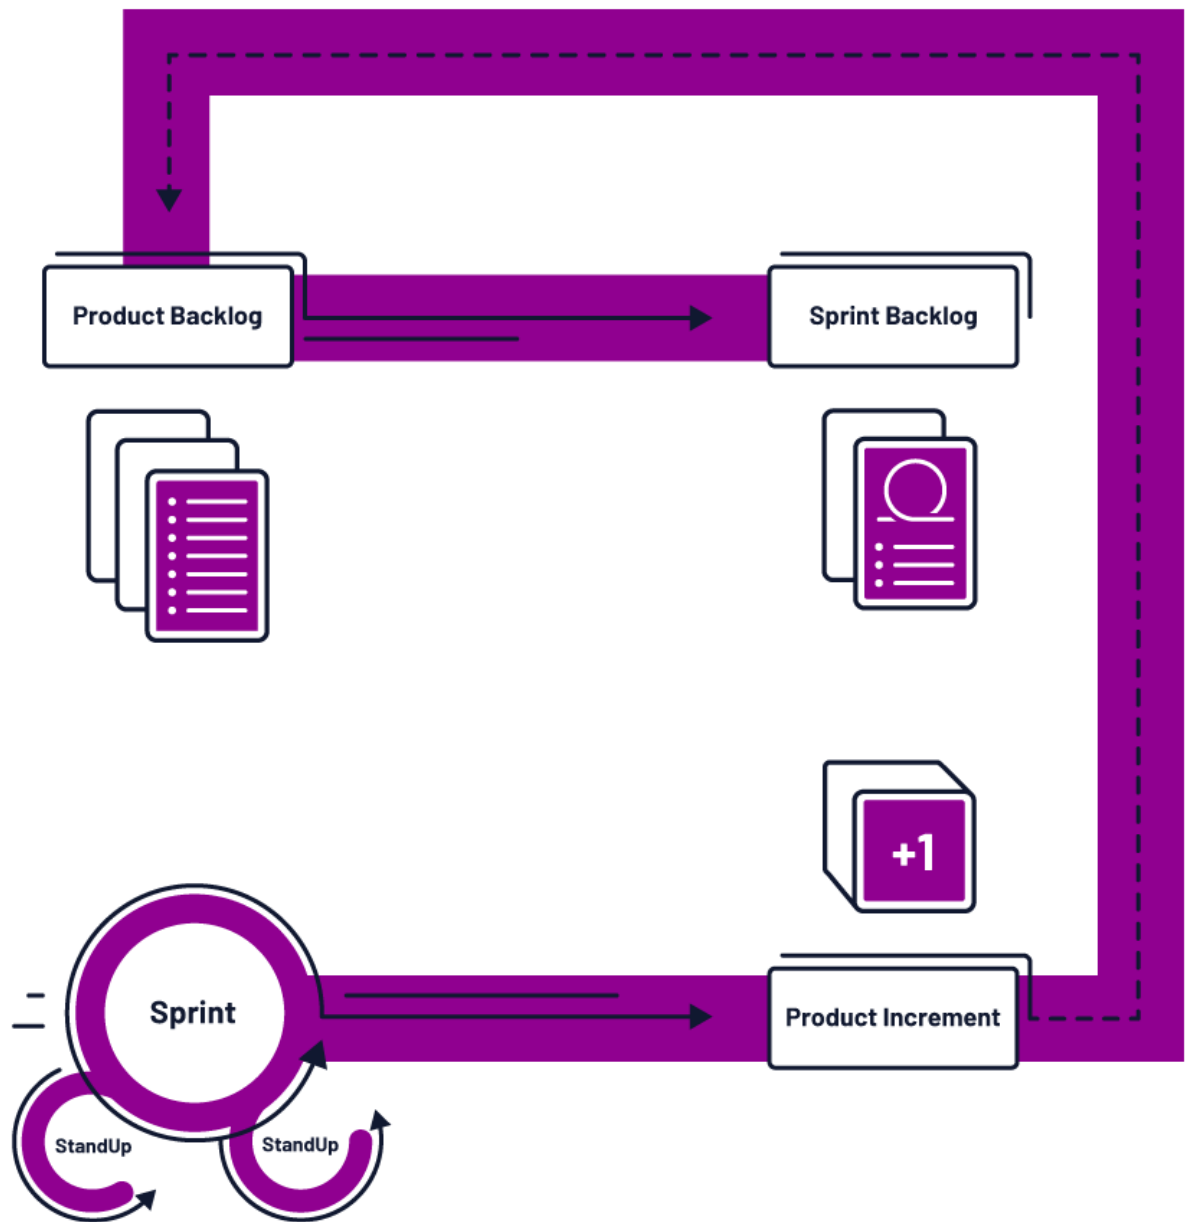 Product Backlog
Sprint Backlog
+1
Sprint
Product Increment
StandUp
StandUp